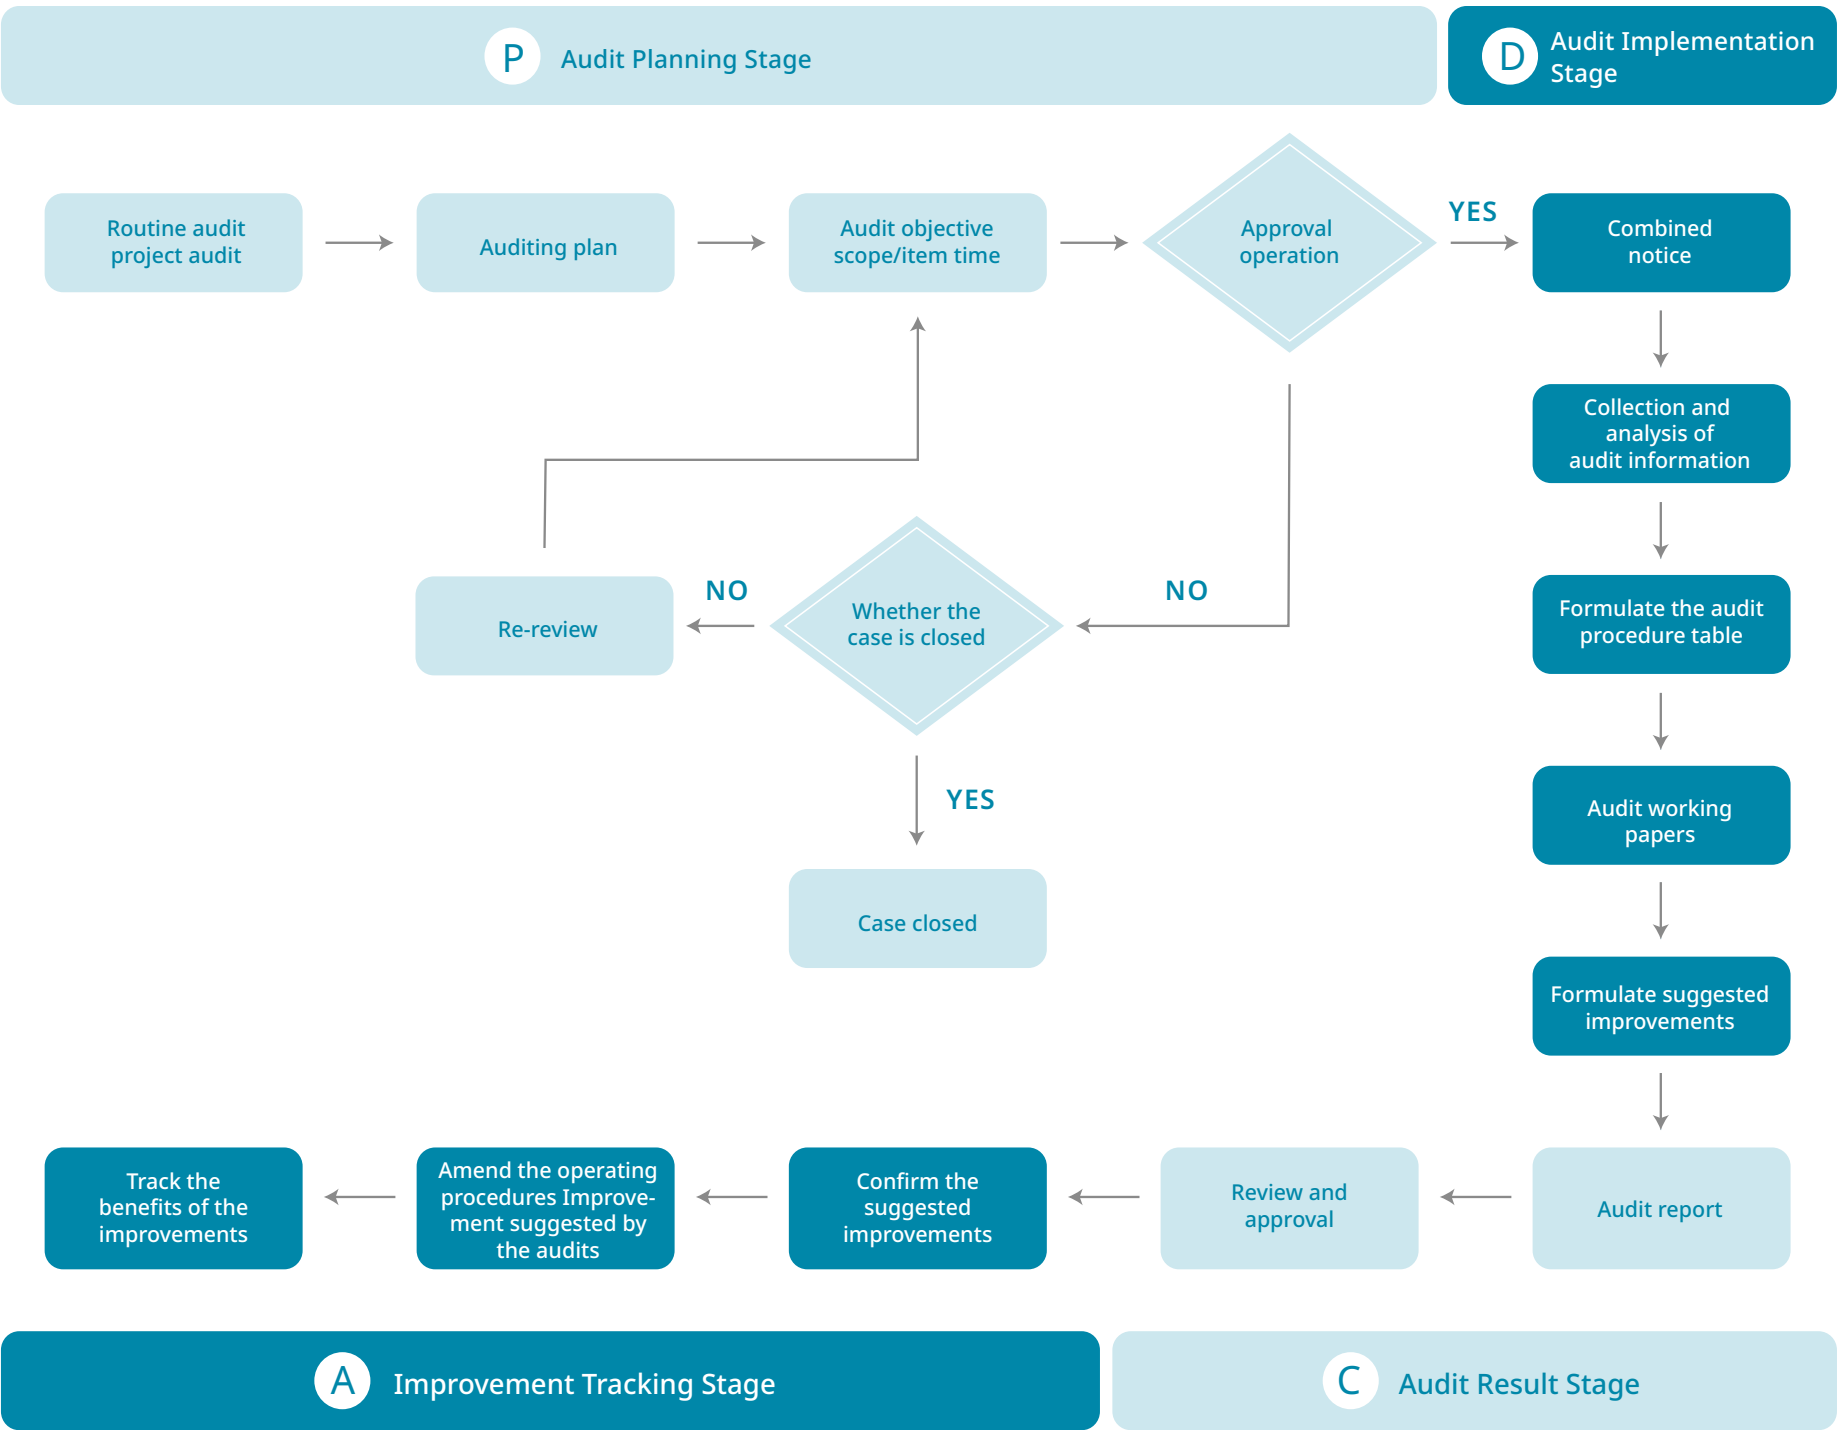 P
Audit Planning Stage
D
Audit Implementation
Stage
Routine audit
project audit
Auditing plan
Audit objective
scope/item time
Approval
operation
YES
Combined
notice
Collection and
analysis of
audit information
Re-review
NO
Whether the
case is closed
NO
Formulate the audit
procedure table
YES
Audit working
papers
Case closed
Formulate suggested
improvements
Track the
benefits of the
improvements
Amend the operating
procedures Improve-
ment suggested by
the audits
Confirm the
suggested
improvements
Review and
approval
Audit report
A
Improvement Tracking Stage
C
Audit Result Stage